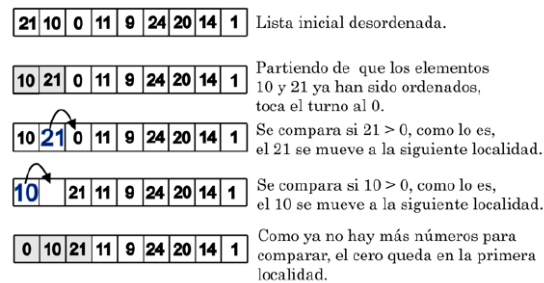 21 10 0 11 9 24 20 14 1
Lista inicial desordenada.
10 21 0 11 9 24 20 14 1
Partiendo de que los elementos
10 y 21 ya han sido ordenados,
toca el turno al 0.
10 21 0 11 9 24 20 14 1
Se compara si 21 > 0, como lo es,
el 21 se mueve a la siguiente localidad.
10 21 11 9 24 20 14 1
Se compara si 10 > 0, como lo es,
el 10 se mueve a la siguiente localidad.
0 10 21 11 9 24 20 14 1
Como ya no hay más números para
comparar, el cero queda en la primera
localidad.